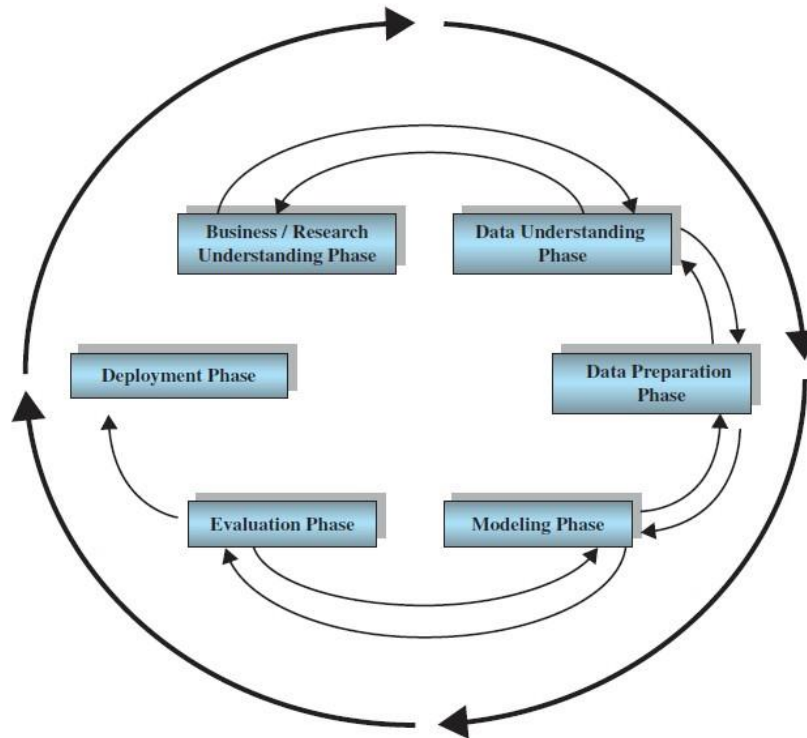 Business / Research
Understanding Phase
Data Understanding
Phase
Deployment Phase
Data Preparation
Phase
Evaluation Phase
Modeling Phase